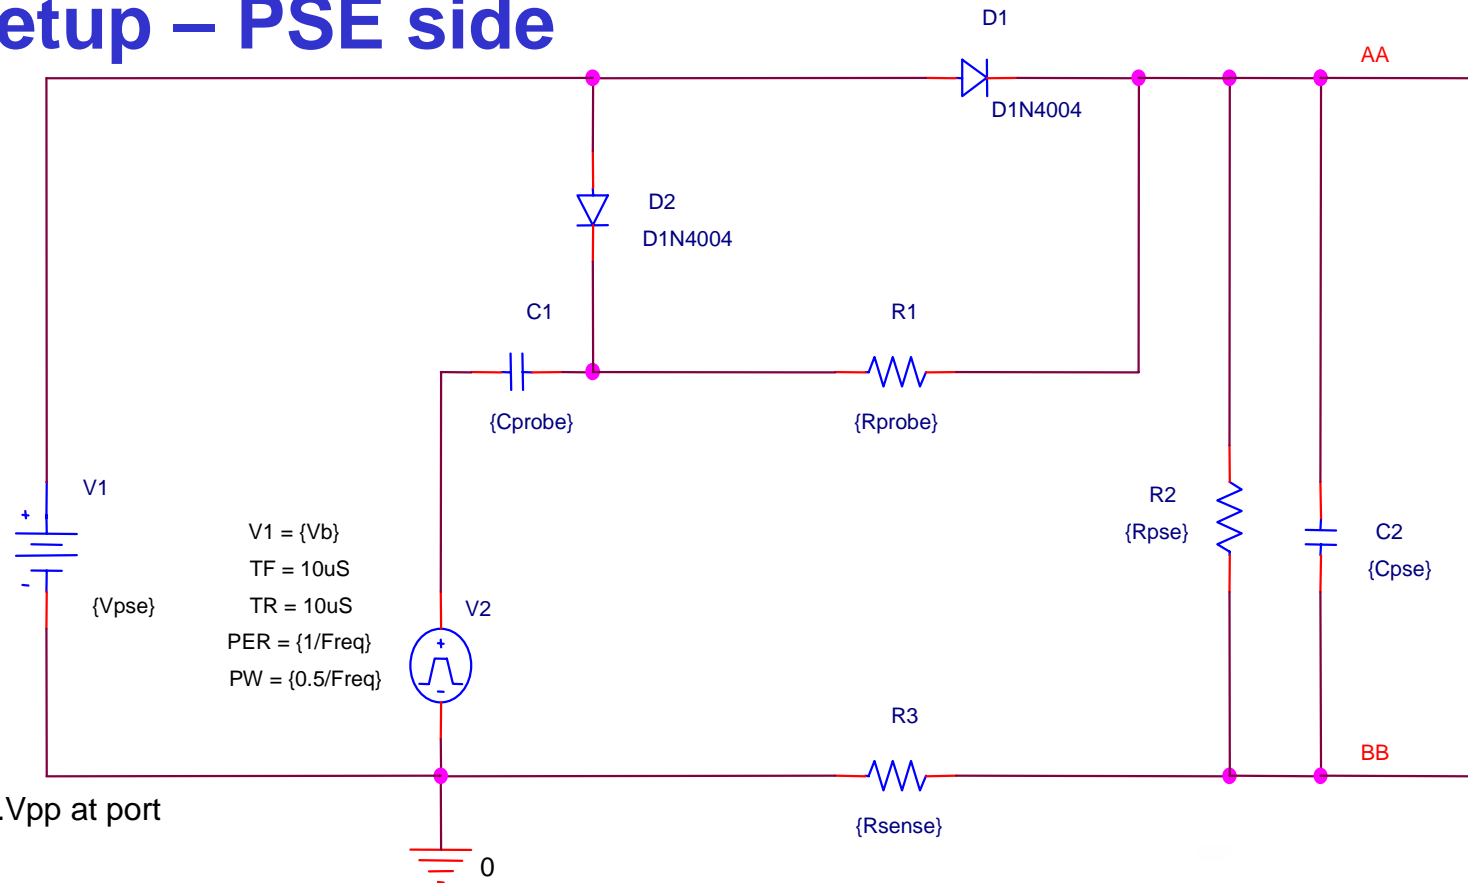 etup – PSE side
D1
AA
D1N4004
D2
D1N4004
C1
R1
{Cprobe}
{Rprobe}
V1
+
-
{Vpse}
V1 = {Vb}
TF = 10uS
TR = 10uS
PER = {1/Freq}
PW = {0.5/Freq}
V2
+
-
R2
{Rpse}
C2
{Cpse}
R3
{Rsense}
BB
.Vpp at port
0